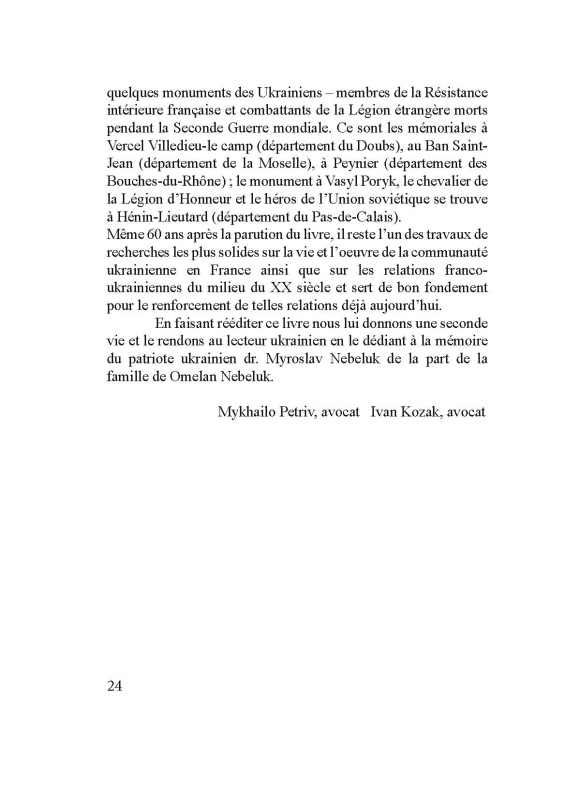 quelques monuments des Ukrainiens – membres de la Résistance
intérieure française et combattants de la Légion étrangère morts
pendant la Seconde Guerre mondiale. Ce sont les mémoriales à
Vercel Villedieu-le camp (département du Doubs), au Ban Saint-
Jean (département de la Moselle), à Peynier (département des
Bouches-du-Rhône) ; le monument à Vasyl Poryk, le chevalier de
la Légion d’Honneur et le héros de l’Union soviétique se trouve
à Hénin-Lieutard (département du Pas-de-Calais).
Même 60 ans après la parution du livre, il reste l’un des travaux de
recherches les plus solides sur la vie et l’oeuvre de la communauté
ukrainienne en France ainsi que sur les relations franco-
ukrainiennes du milieu du XX siècle et sert de bon fondement
pour le renforcement de telles relations déjà aujourd’hui.
En faisant rééditer ce livre nous lui donnons une seconde
vie et le rendons au lecteur ukrainien en le dédiant à la mémoire
du patriote ukrainien dr. Myroslav Nebeluk de la part de la
famille de Omelan Nebeluk.
Mykhailo Petriv, avocat Ivan Kozak, avocat
24